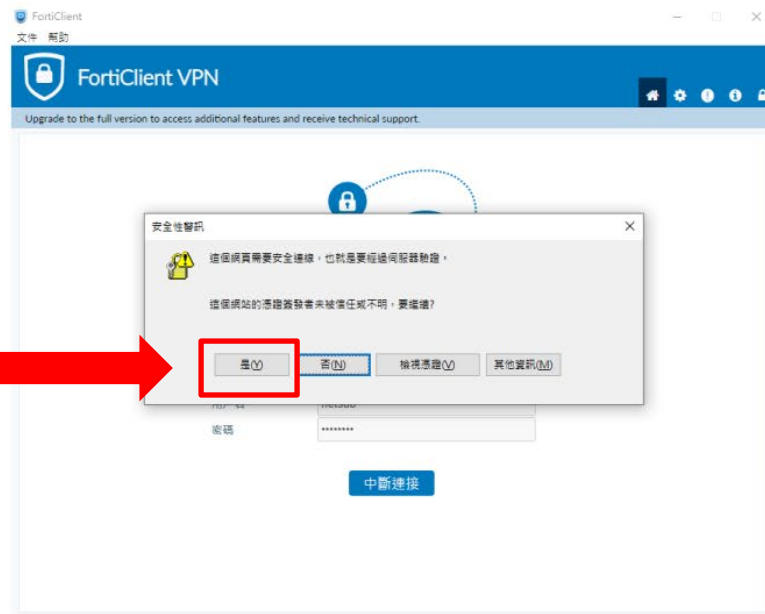 FortiClient
文件 幫助
FortiClient VPN
Upgrade to the full version to access additional features and receive technical support.
安全性警訊
這個網頁需要安全連線，也就是要經過伺服器驗證。
這個網站的憑證簽發者未被信任或不明，要繼續?
是(Y) 否(N) 檢視憑證(V) 其他資訊(M)
密碼 ••••••••
中斷連接